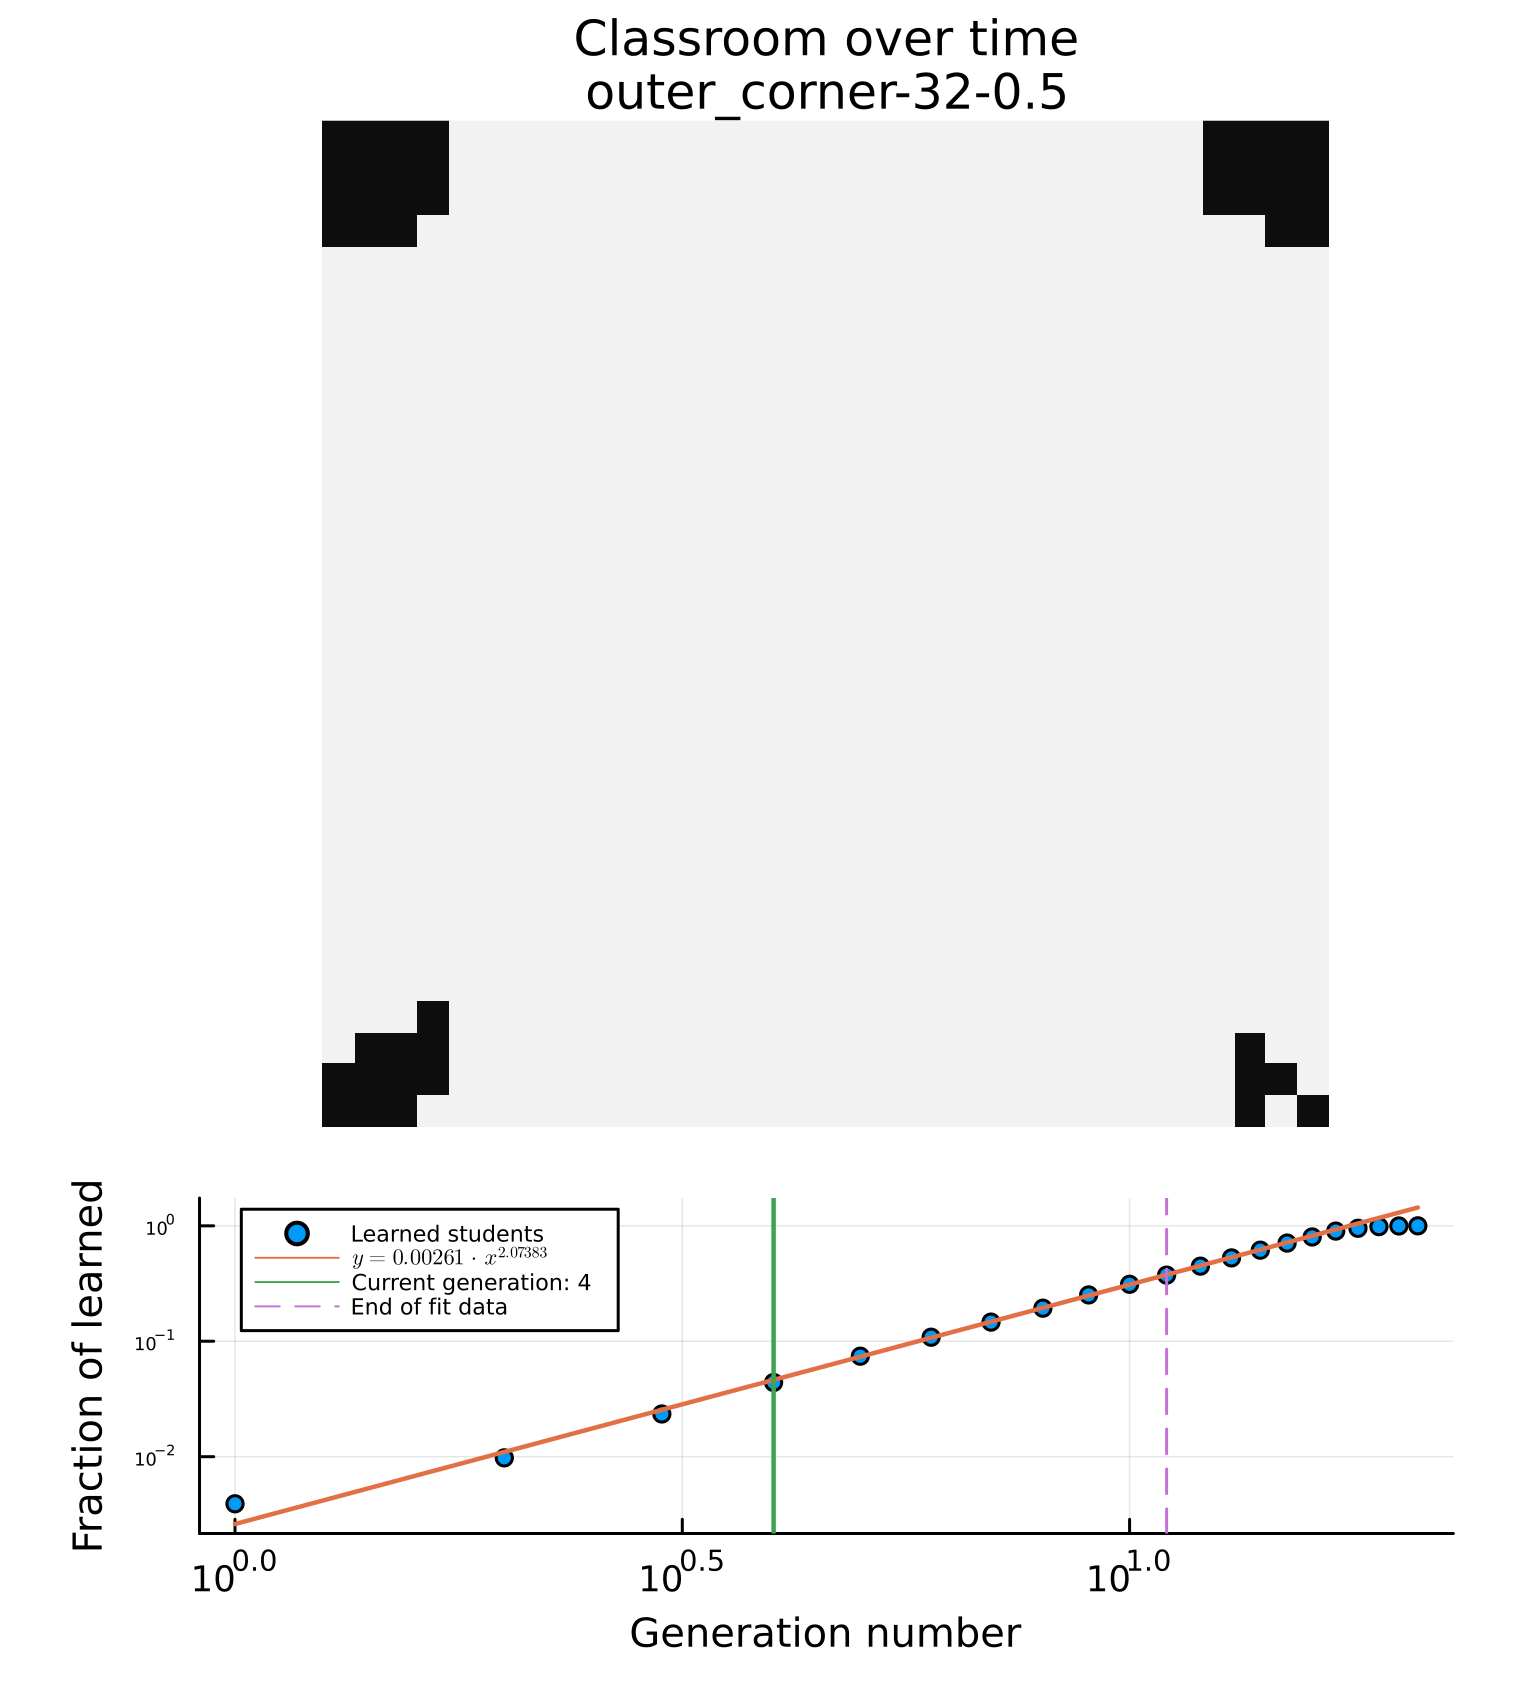 Classroom over time
outer_corner-32-0.5
Fraction of learned
10^0
10^-1
10^-2
Learned students
y = 0.00261 · x^2.07383
Current generation: 4
End of fit data
10^0.0
10^0.5
10^1.0
Generation number